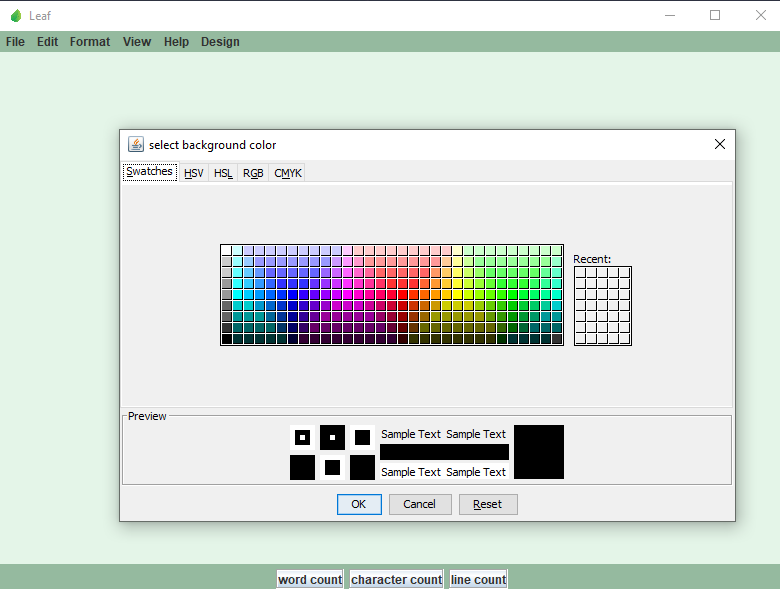 Leaf
File Edit Format View Help Design
select background color
Swatches HSV HSL RGB CMYK
Recent:
Preview
Sample Text Sample Text
Sample Text Sample Text
OK Cancel Reset
word count character count line count